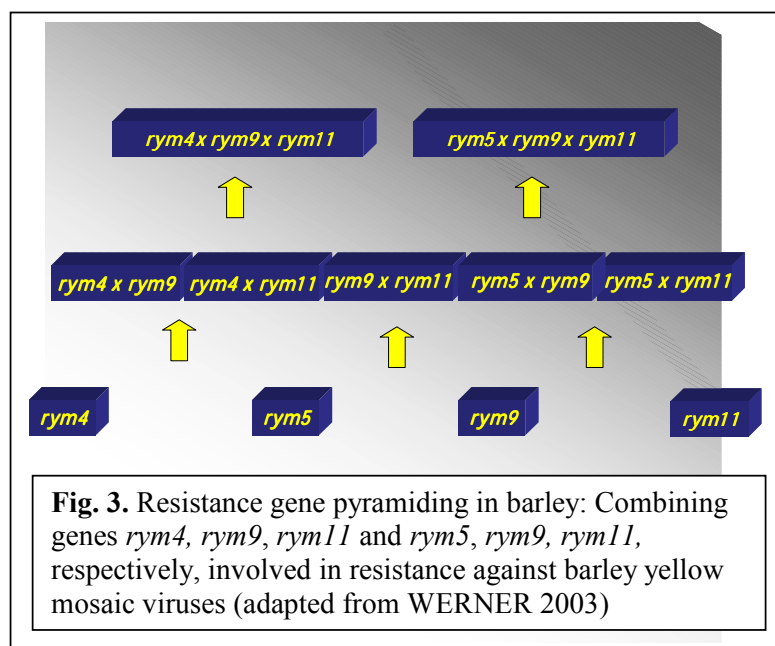 rym4 x rym9 x rym11
rym5 x rym9 x rym11
rym4 x rym9
rym4 x rym11
rym9 x rym11
rym5 x rym9
rym5 x rym11
rym4
rym5
rym9
rym11
Fig. 3. Resistance gene pyramiding in barley: Combining
genes rym4, rym9, rym11 and rym5, rym9, rym11,
respectively, involved in resistance against barley yellow
mosaic viruses (adapted from WERNER 2003)